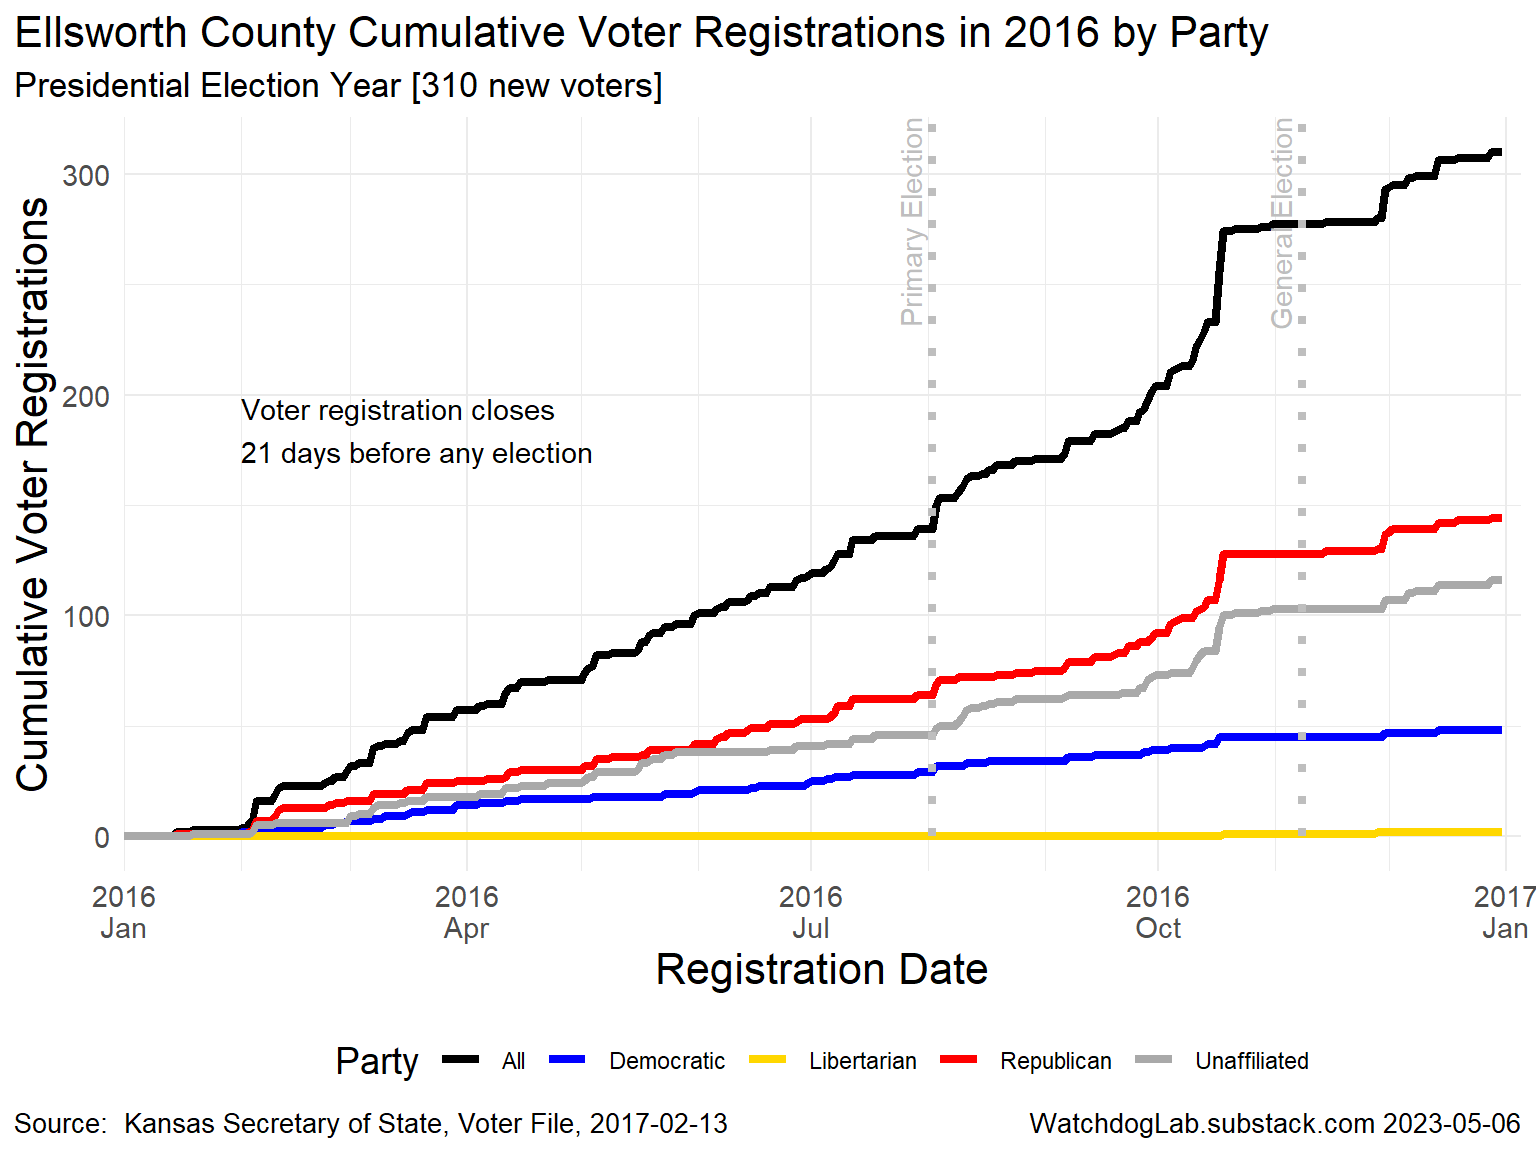 Ellsworth County Cumulative Voter Registrations in 2016 by Party
Presidential Election Year [310 new voters]
Cumulative Voter Registrations
300
200
100
0
Primary Election
General Election
Voter registration closes
21 days before any election
2016 2016 2016 2016 2017
Jan Apr Jul Oct Jan
Registration Date
Party All Democratic Libertarian Republican Unaffiliated
Source:  Kansas Secretary of State, Voter File, 2017-02-13
WatchdogLab.substack.com 2023-05-06